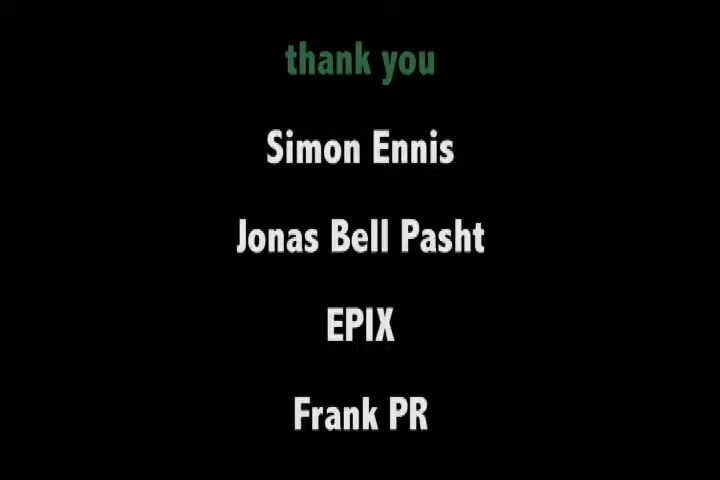 thank you
Simon Ennis
Jonas Bell Pasht
EPIX
Frank PR